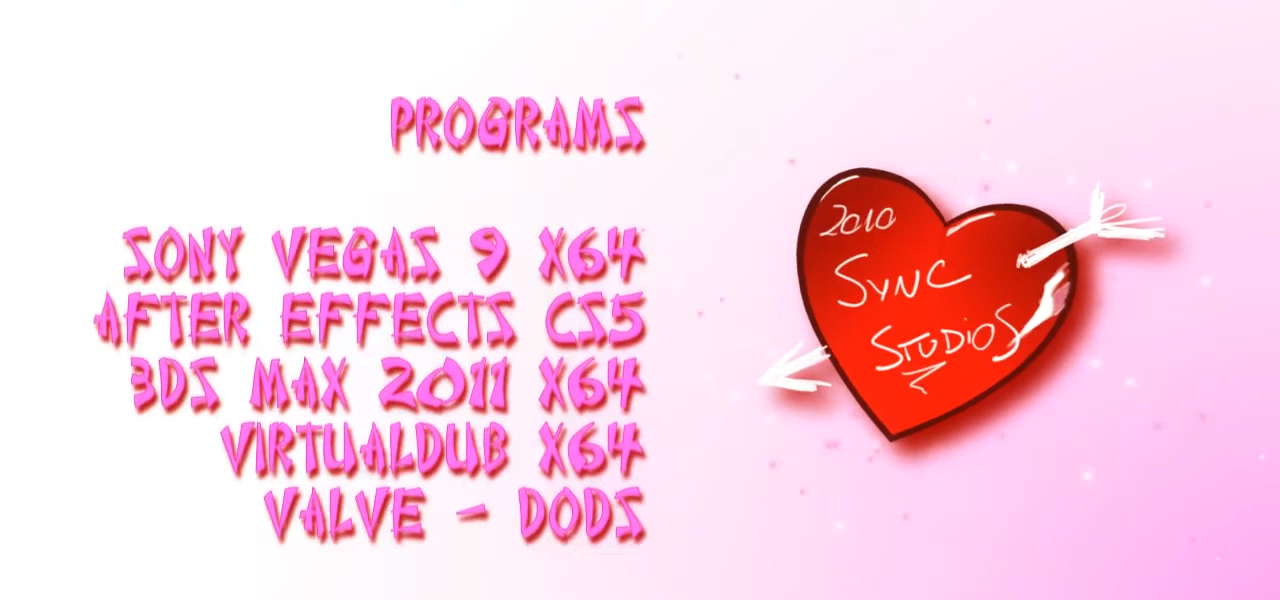 PROGRAMS
SONY VEGAS 9 X64
AFTER EFFECTS CS5
3DS MAX 2011 X64
VIRTUALDUB X64
VALVE - DODS
2010
SYNC
STUDIOS